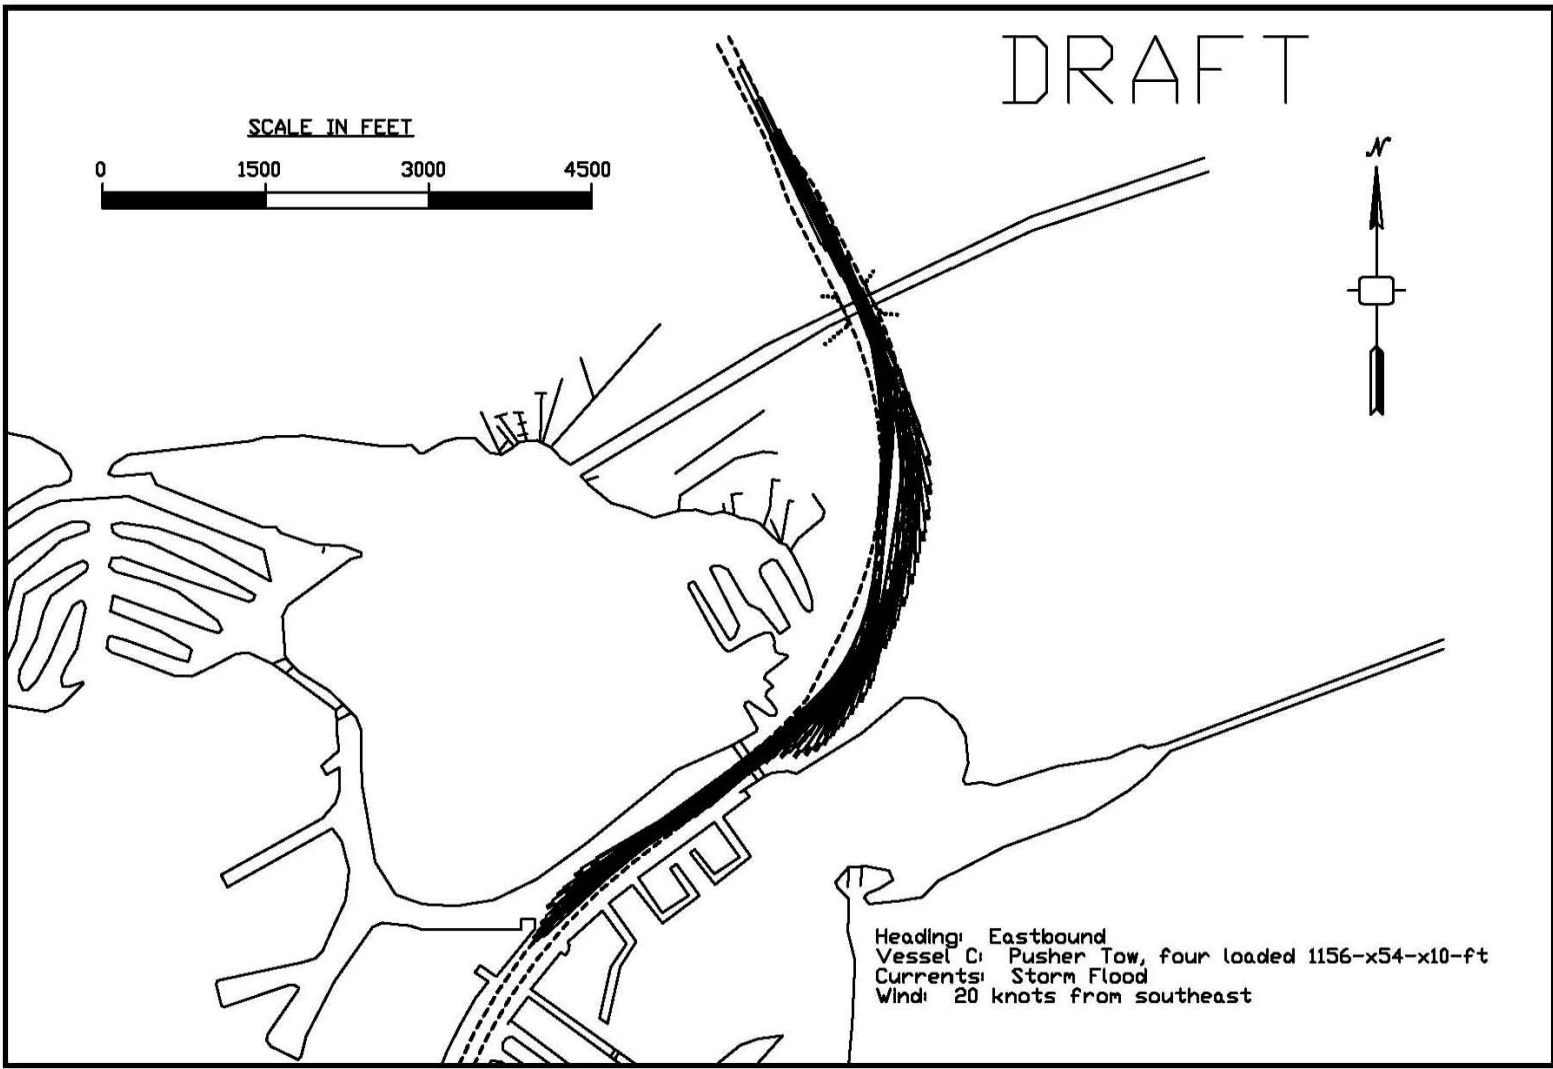 DRAFT
SCALE IN FEET
0 1500 3000 4500
N
Heading: Eastbound
Vessel C: Pusher Tow, four loaded 1156-x54-x10-ft
Currents: Storm Flood
Wind: 20 knots from southeast